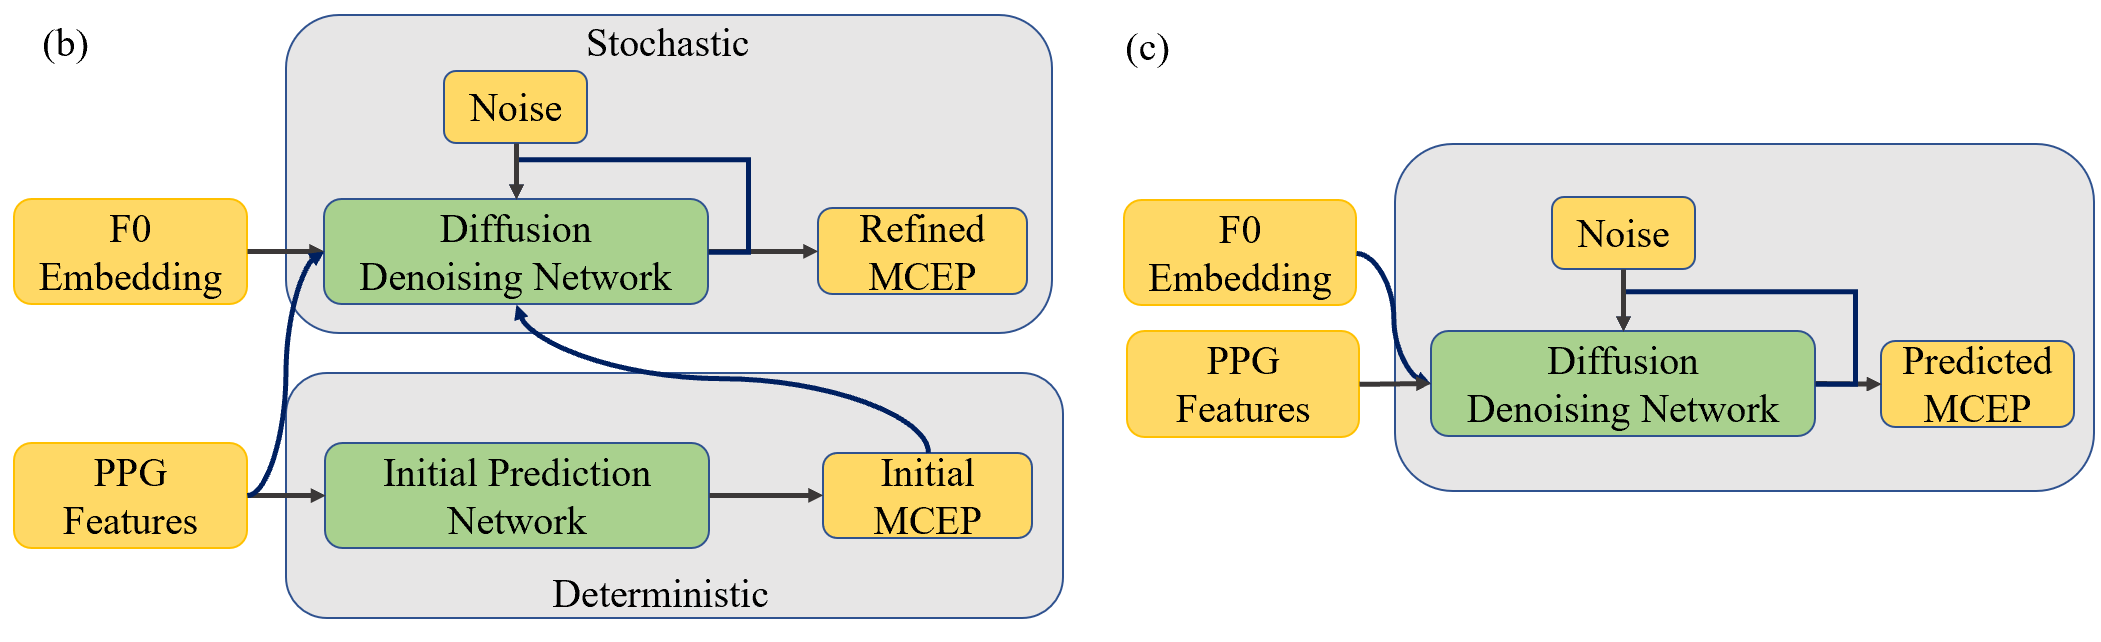 (b)
Stochastic
Noise
F0
Embedding
Diffusion
Denoising Network
Refined
MCEP
PPG
Features
Initial Prediction
Network
Initial
MCEP
Deterministic
(c)
Noise
F0
Embedding
PPG
Features
Diffusion
Denoising Network
Predicted
MCEP